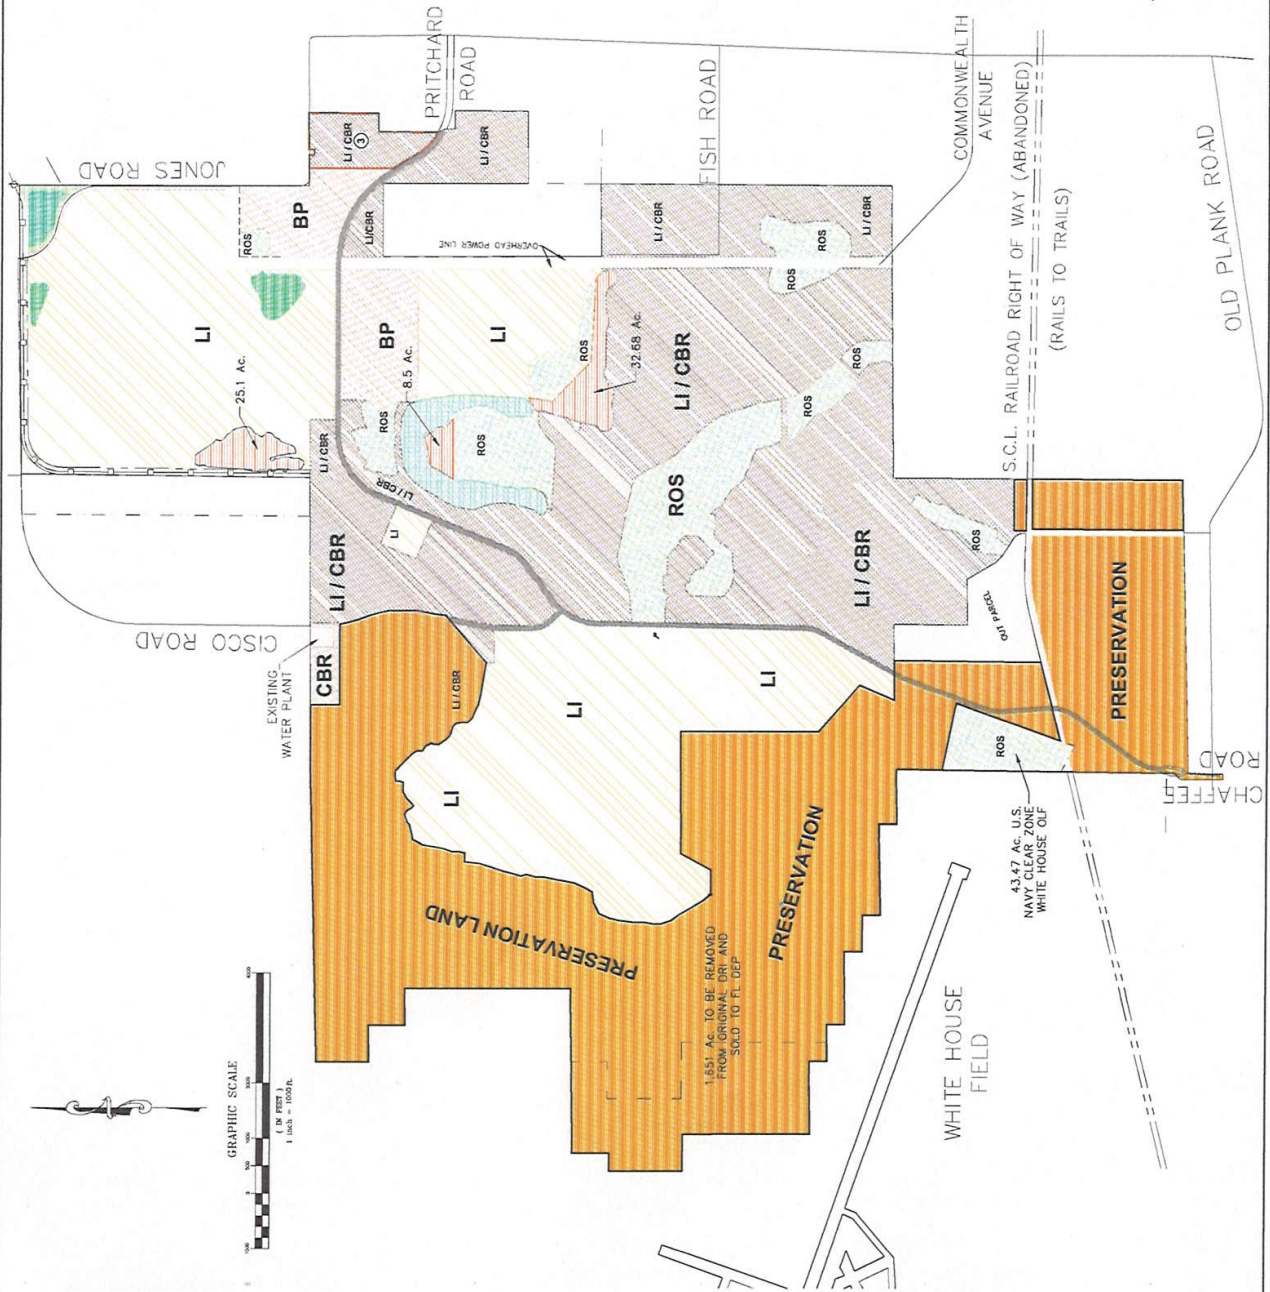 JONES ROAD
PRITCHARD
ROAD
FISH ROAD
COMMONWEALTH
AVENUE
S.C.L. RAILROAD RIGHT OF WAY (ABANDONED)
(RAILS TO TRAILS)
OLD PLANK ROAD
LI / CBR
3
LI / CBR
BP
ROS
LI/CBR
OVERHEAD POWER LINE
LI / CBR
ROS
ROS
LI / CBR
LI
25.1 Ac.
BP
8.5 Ac.
LI
ROS
32.68 Ac.
LI / CBR
ROS
ROS
ROS
ROS
LI / CBR
LI / CBR
LI
ROS
LI / CBR
LI / CBR
ROS
OUT PARCEL
PRESERVATION
CISCO ROAD
EXISTING
WATER PLANT
CBR
LI / CBR
LI
LI
LI
ROS
43.47 Ac. U.S.
NAVY CLEAR ZONE
WHITE HOUSE OLF
CHAFFEE
ROAD
PRESERVATION LAND
PRESERVATION
1,651 Ac. TO BE REMOVED
FROM ORIGINAL DRI AND
SOLD TO FL DEP
WHITE HOUSE
FIELD
GRAPHIC SCALE
( IN FEET )
1 inch = 1000 ft.